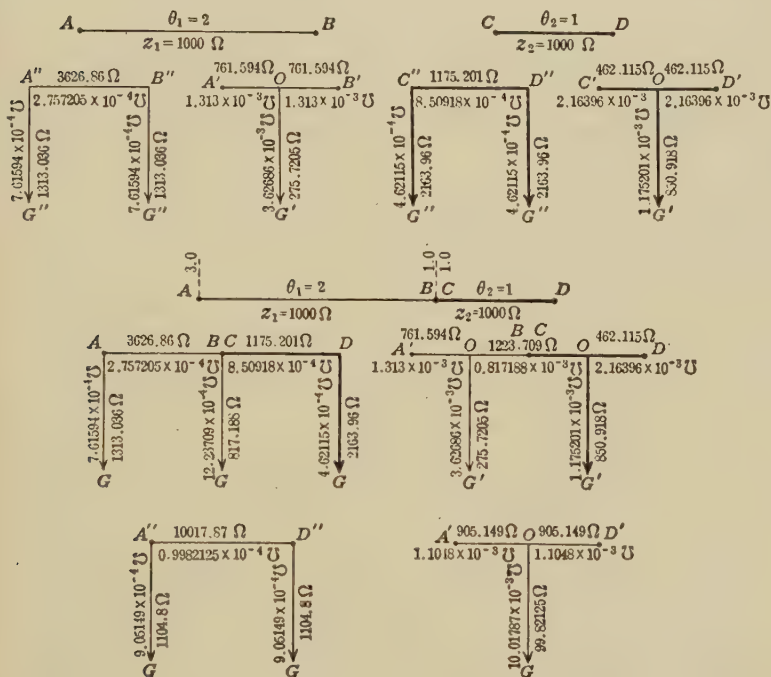 A θ₁ = 2 B
z₁ = 1000 Ω
C θ₂ = 1 D
z₂ = 1000 Ω
A'' 3626.86 Ω B''
2.757205 × 10⁻⁴ ℧
7.61594 × 10⁻⁴ ℧
1313.036 Ω
7.61594 × 10⁻⁴ ℧
1313.036 Ω
G'' G''
761.594 Ω 761.594 Ω
A' O B'
1.313 × 10⁻³ ℧ 1.313 × 10⁻³ ℧
3.62686 × 10⁻³ ℧
275.7205 Ω
G'
C'' 1175.201 Ω D''
8.50918 × 10⁻⁴ ℧
4.62115 × 10⁻⁴ ℧
2163.96 Ω
4.62115 × 10⁻⁴ ℧
2163.96 Ω
G'' G''
462.115 Ω 462.115 Ω
C' O D'
2.16396 × 10⁻³ 2.16396 × 10⁻³ ℧
1.175201 × 10⁻³ ℧
850.918 Ω
G'
3.0 1.0 1.0
A θ₁ = 2 B C θ₂ = 1 D
z₁ = 1000 Ω z₂ = 1000 Ω
A 3626.86 Ω B C 1175.201 Ω D
2.757205 × 10⁻⁴ ℧ 8.50918 × 10⁻⁴ ℧
7.61594 × 10⁻⁴ ℧
1313.036 Ω
12.23709 × 10⁻⁴ ℧
817.188 Ω
4.62115 × 10⁻⁴ ℧
2163.96 Ω
G G G
761.594 Ω B C 462.115 Ω
A' O 1223.709 Ω O D
1.313 × 10⁻³ ℧ 0.817188 × 10⁻³ ℧ 2.16396 × 10⁻³ ℧
3.62686 × 10⁻³ ℧
275.7205 Ω
1.175201 × 10⁻³ ℧
850.918 Ω
G' G'
A'' 10017.87 Ω D''
0.9982125 × 10⁻⁴ ℧
9.05149 × 10⁻⁴ ℧
1104.8 Ω
9.05149 × 10⁻⁴ ℧
1104.8 Ω
G G
A' 905.149 Ω O 905.149 Ω D'
1.1048 × 10⁻³ ℧ 1.1048 × 10⁻³ ℧
10.01787 × 10⁻³ ℧
99.82125 Ω
G